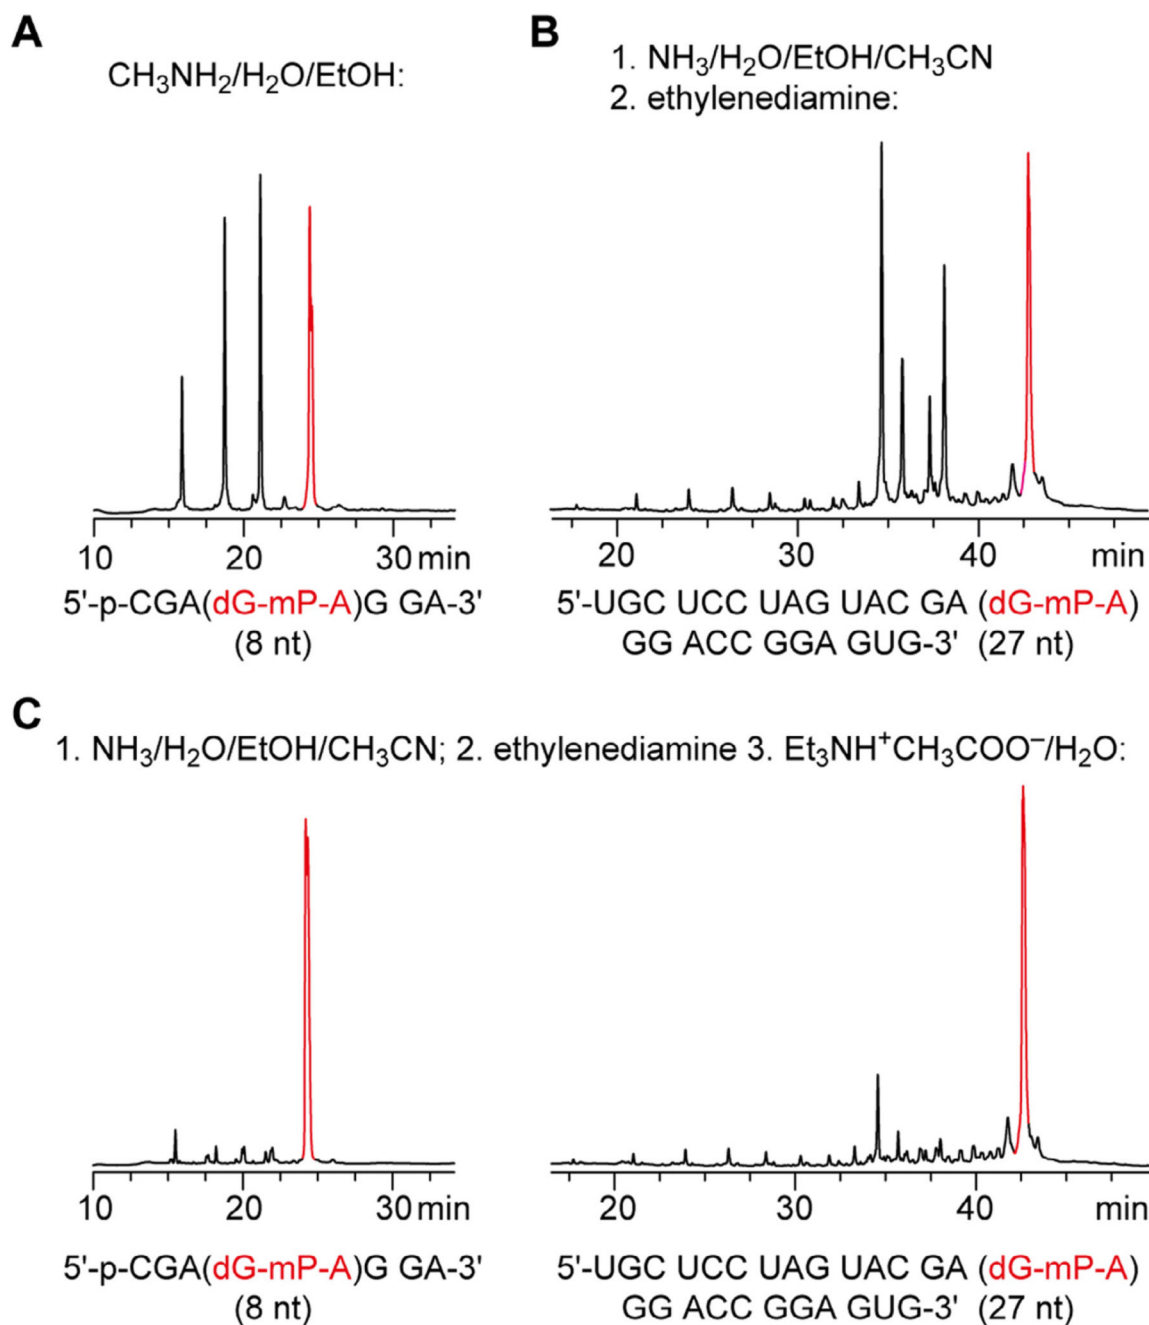 A
CH₃NH₂/H₂O/EtOH:
B
1. NH₃/H₂O/EtOH/CH₃CN
2. ethylenediamine:
10 20 30 min
5'-p-CGA(dG-mP-A)G GA-3'
(8 nt)
20 30 40 min
5'-UGC UCC UAG UAC GA (dG-mP-A)
GG ACC GGA GUG-3' (27 nt)
C
1. NH₃/H₂O/EtOH/CH₃CN; 2. ethylenediamine 3. Et₃NH⁺CH₃COO⁻/H₂O:
10 20 30 min
5'-p-CGA(dG-mP-A)G GA-3'
(8 nt)
20 30 40 min
5'-UGC UCC UAG UAC GA (dG-mP-A)
GG ACC GGA GUG-3' (27 nt)